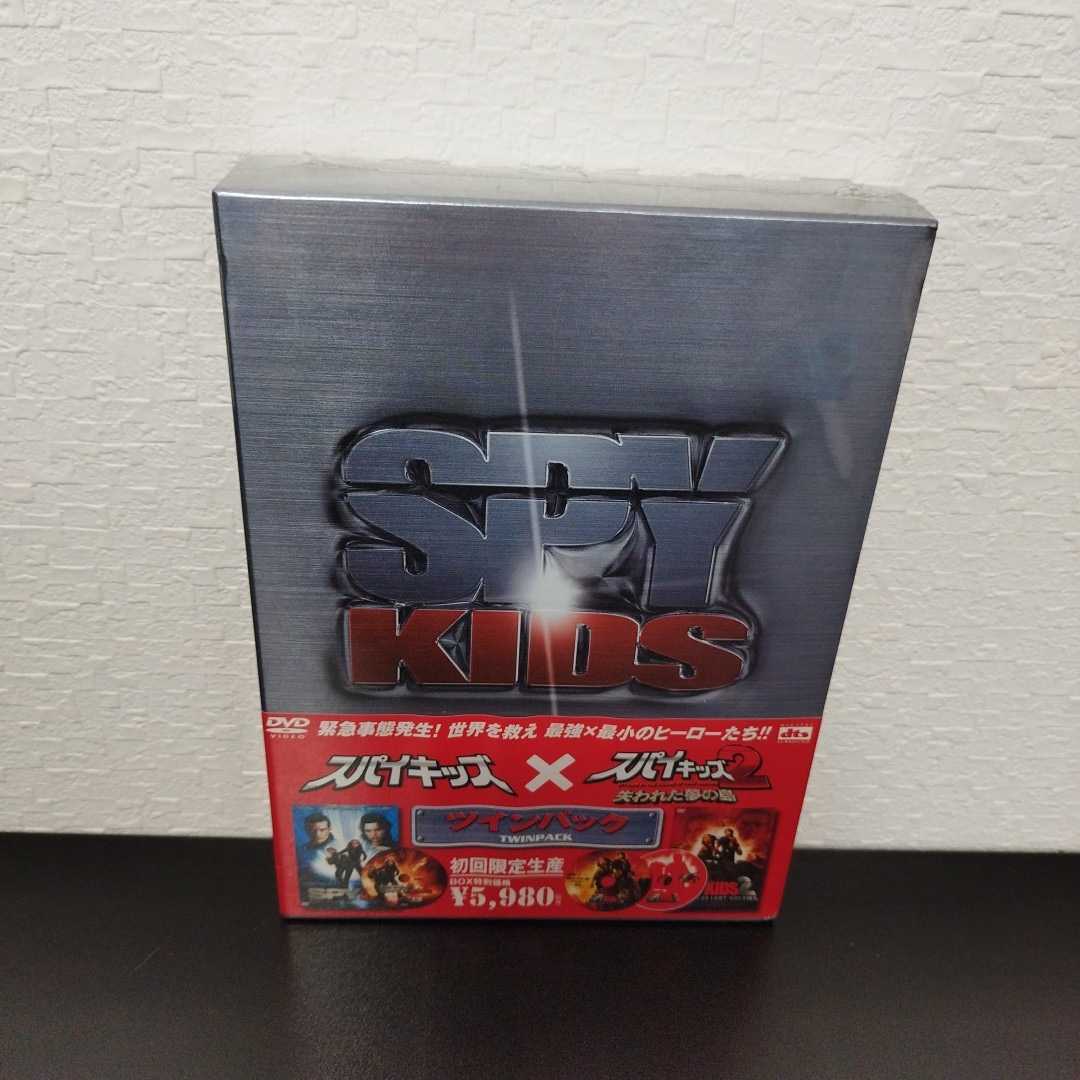 SPY
SPY
KIDS
DVD
VIDEO
緊急事態発生! 世界を救え 最強×最小のヒーローたち!!
dts
スパイキッズ × スパイキッズ2
失われた夢の島
ツインパック
TWINPACK
初回限定生産
BOX特別価格
¥5,980
SPY
KIDS 2